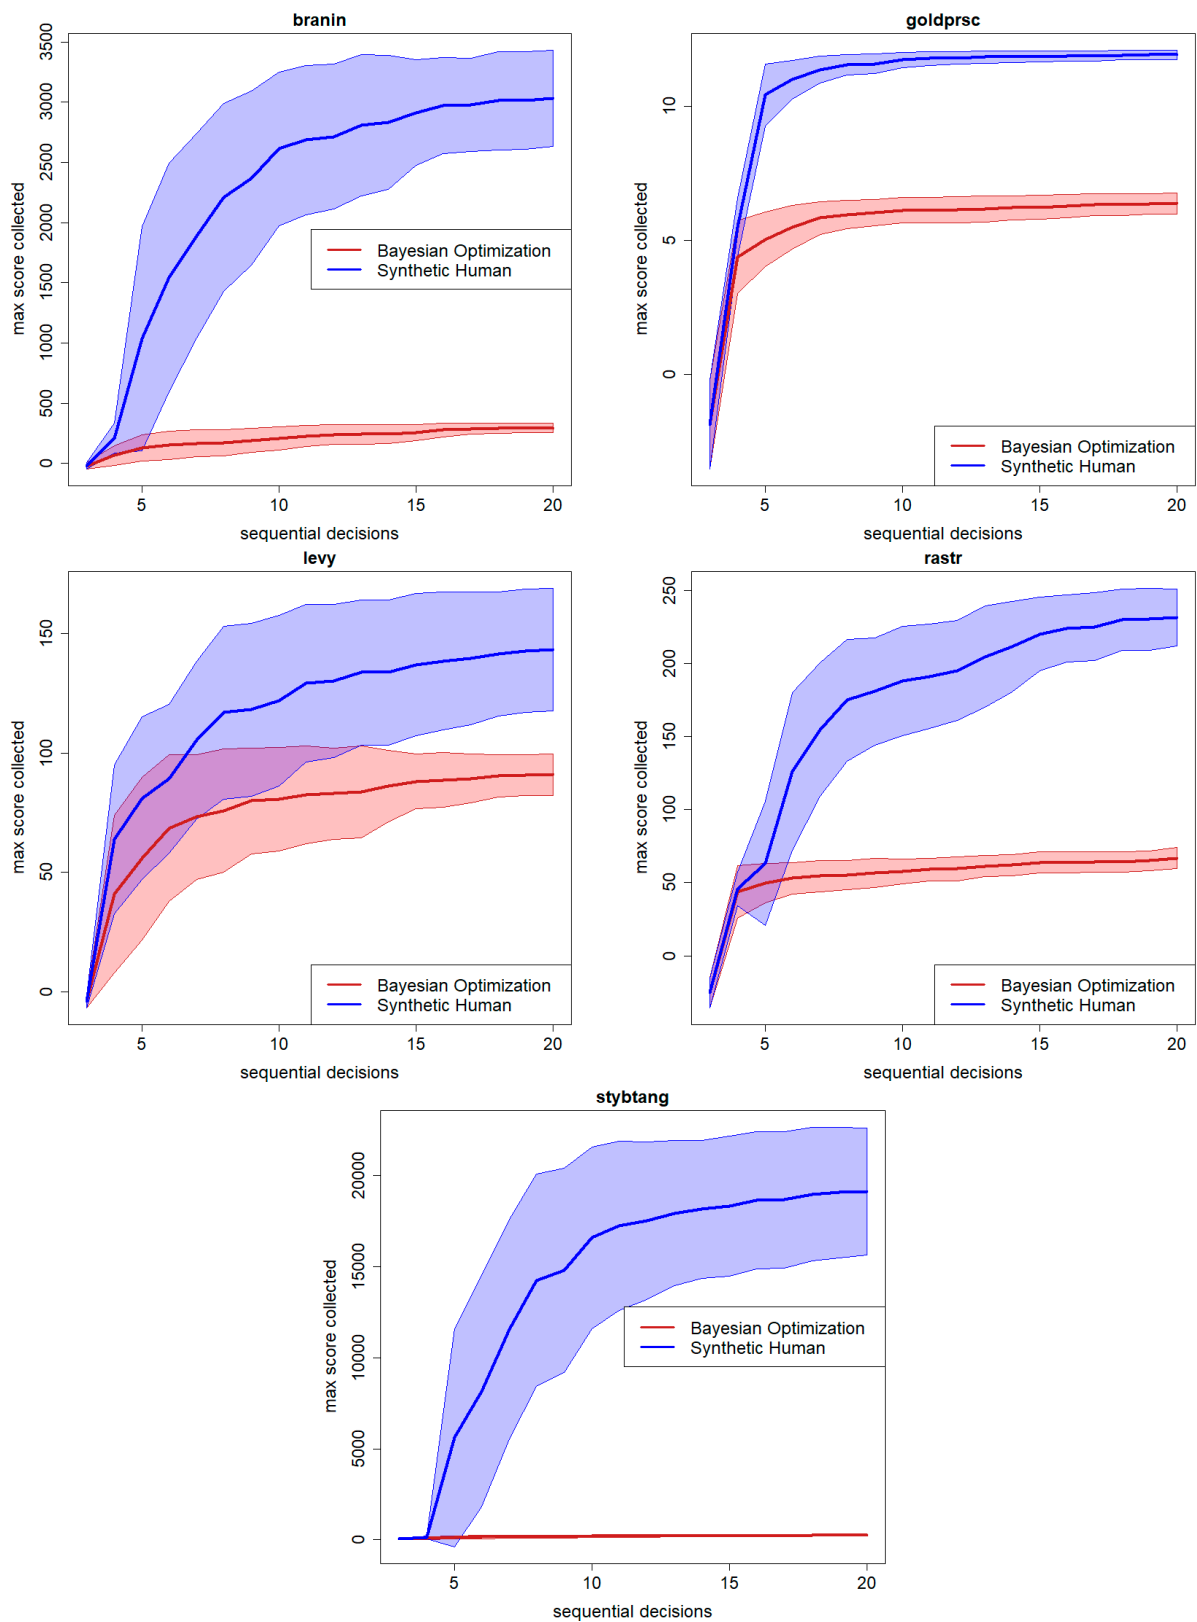 branin
max score collected
3500
3000
2500
2000
1500
1000
500
0
Bayesian Optimization
Synthetic Human
5 10 15 20
sequential decisions
goldprsc
max score collected
10
5
0
Bayesian Optimization
Synthetic Human
5 10 15 20
sequential decisions
levy
max score collected
150
100
50
0
Bayesian Optimization
Synthetic Human
5 10 15 20
sequential decisions
rastr
max score collected
250
200
150
100
50
0
Bayesian Optimization
Synthetic Human
5 10 15 20
sequential decisions
stybtang
max score collected
20000
15000
10000
5000
0
Bayesian Optimization
Synthetic Human
5 10 15 20
sequential decisions